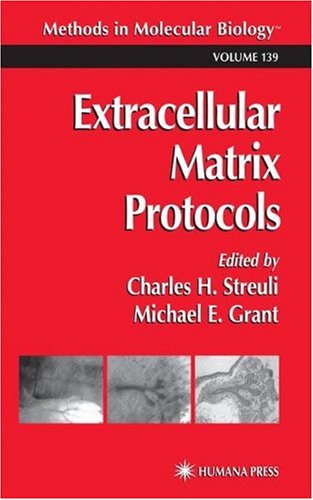 Methods in Molecular Biology™
VOLUME 139
Extracellular
Matrix
Protocols
Edited by
Charles H. Streuli
Michael E. Grant
HUMANA PRESS